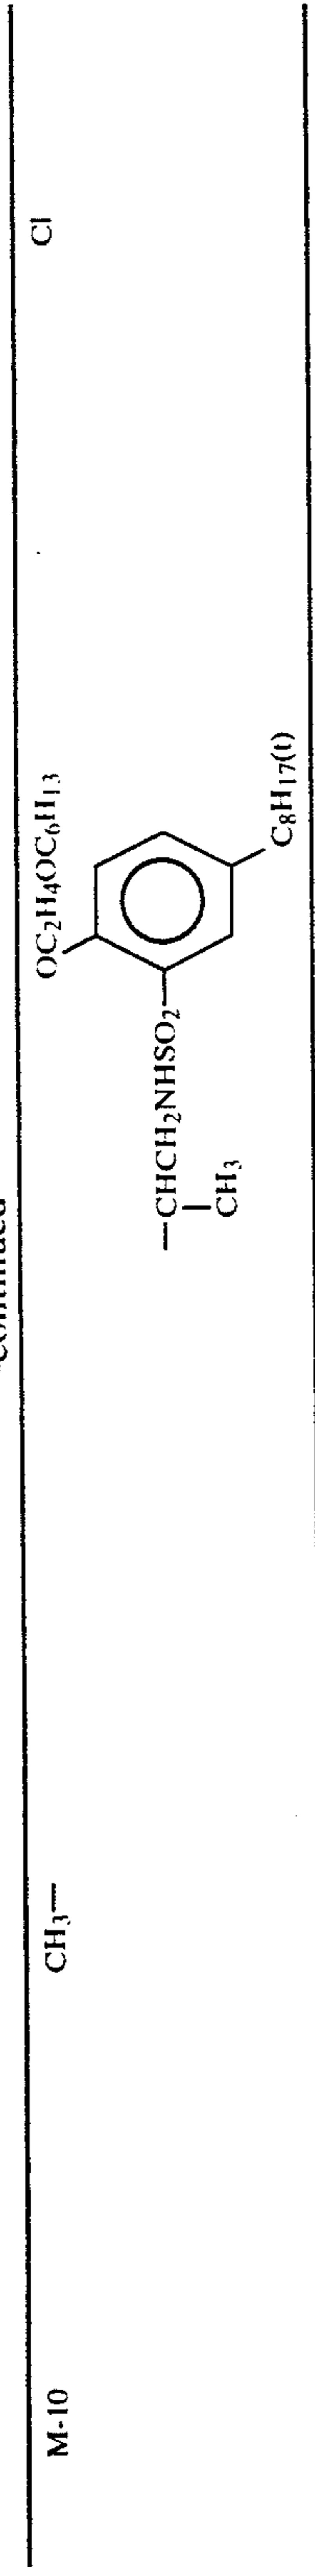 -continued
M-10 CH3— Cl
OC2H4OC6H13
—CHCH2NHSO2—
CH3
C8H17(t)